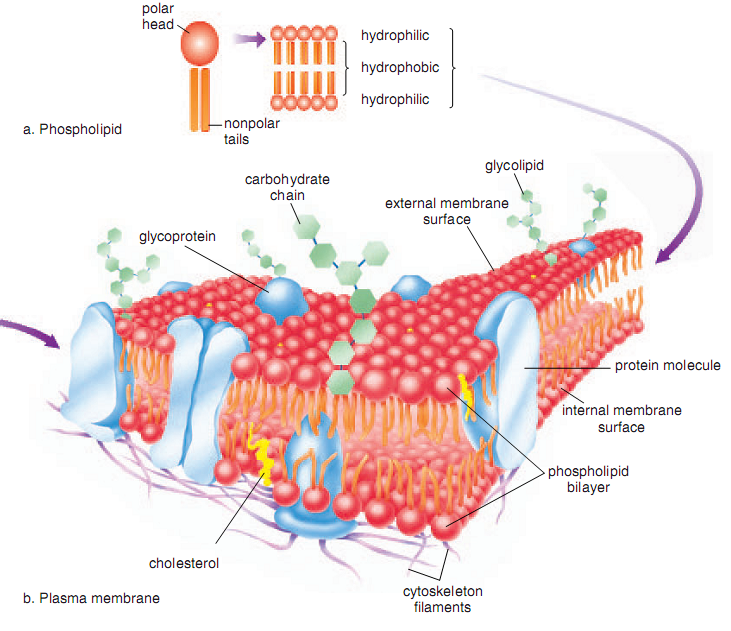 polar
head
hydrophilic
hydrophobic
hydrophilic
nonpolar
tails
a. Phospholipid
glycolipid
carbohydrate
chain
external membrane
surface
glycoprotein
protein molecule
internal membrane
surface
phospholipid
bilayer
cholesterol
cytoskeleton
filaments
b. Plasma membrane